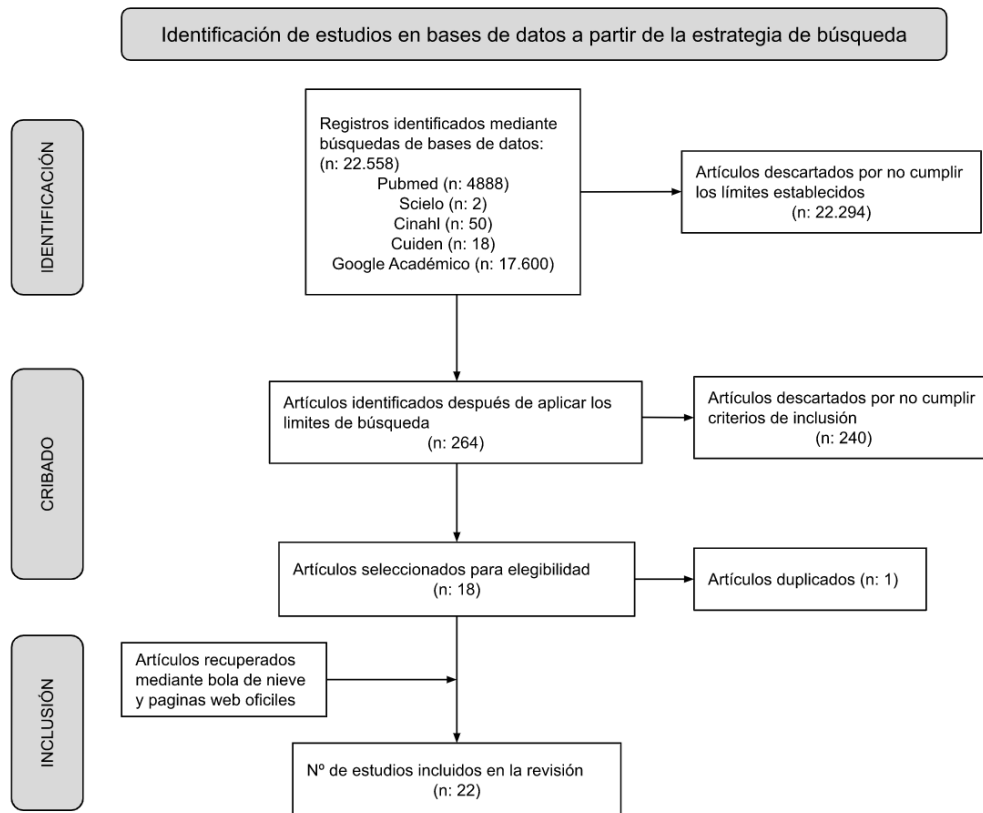 Identificación de estudios en bases de datos a partir de la estrategia de búsqueda
IDENTIFICACIÓN
Registros identificados mediante
búsquedas de bases de datos:
(n: 22.558)
Pubmed (n: 4888)
Scielo (n: 2)
Cinahl (n: 50)
Cuiden (n: 18)
Google Académico (n: 17.600)
Artículos descartados por no cumplir
los límites establecidos
(n: 22.294)
CRIBADO
Artículos identificados después de aplicar los
limites de búsqueda
(n: 264)
Artículos descartados por no cumplir
criterios de inclusión
(n: 240)
Artículos seleccionados para elegibilidad
(n: 18)
Artículos duplicados (n: 1)
INCLUSIÓN
Artículos recuperados
mediante bola de nieve
y paginas web oficiles
Nº de estudios incluidos en la revisión
(n: 22)